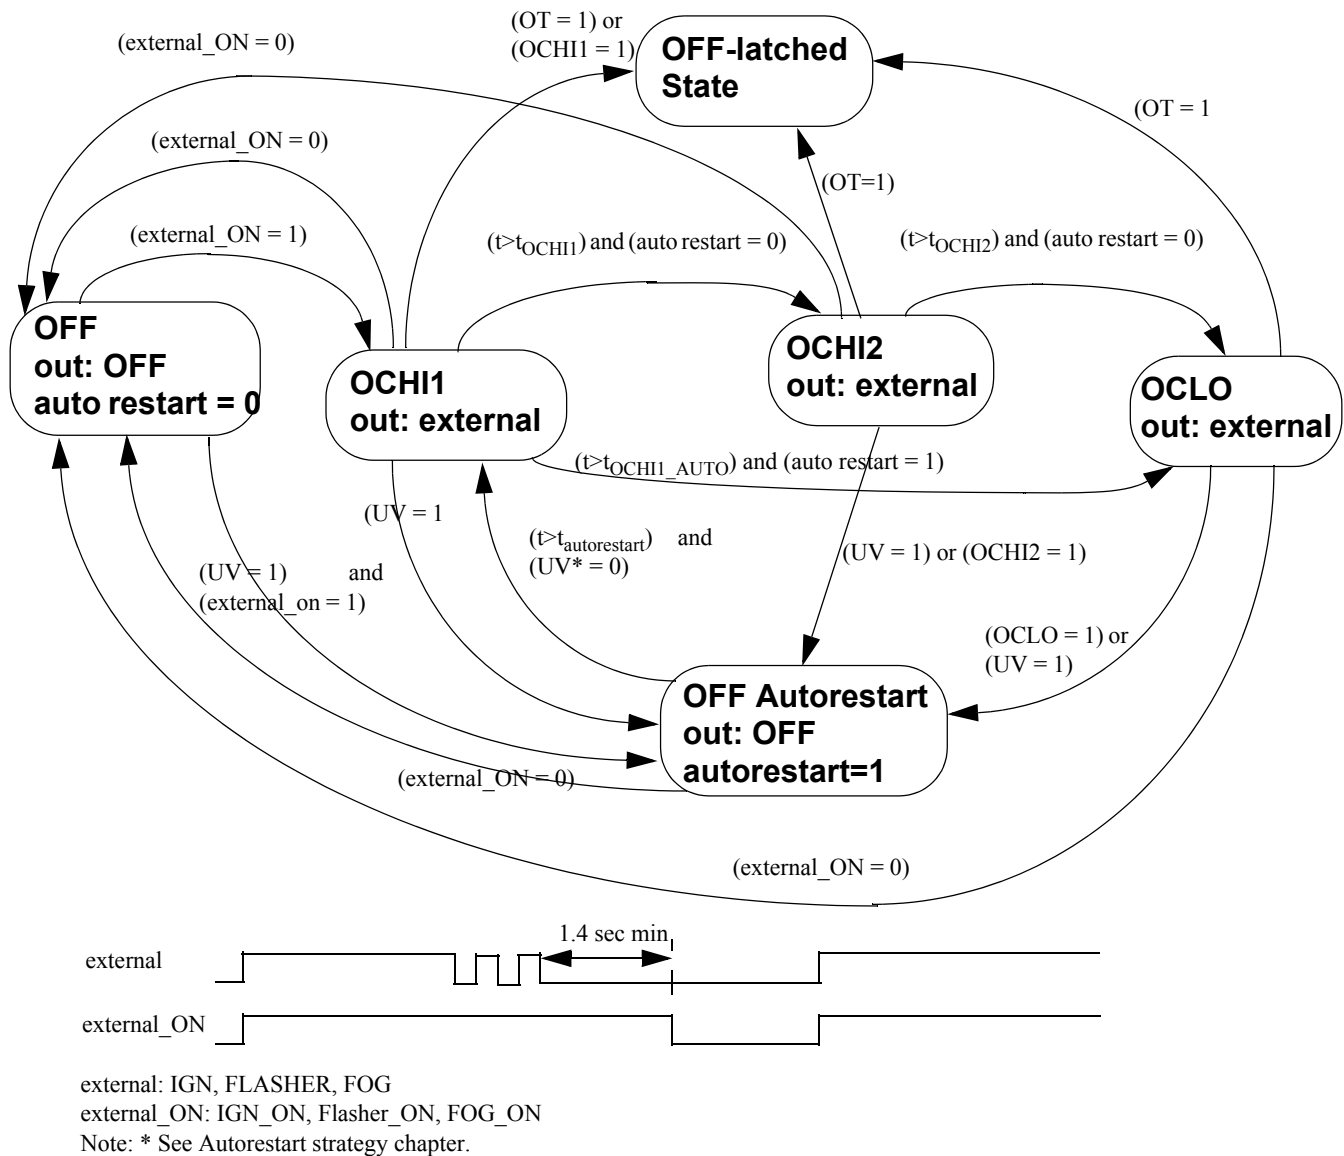 (OT = 1) or
(OCHI1 = 1)
(external_ON = 0)
OFF-latched
State
(OT = 1
(external_ON = 0)
(OT=1)
(external_ON = 1)
(t>tOCHI1) and (auto restart = 0)
(t>tOCHI2) and (auto restart = 0)
OFF
out: OFF
auto restart = 0
OCHI1
out: external
OCHI2
out: external
OCLO
out: external
(t>tOCHI1_AUTO) and (auto restart = 1)
(UV = 1
(t>tautorestart) and
(UV* = 0)
(UV = 1) or (OCHI2 = 1)
(UV = 1) and
(external_on = 1)
(OCLO = 1) or
(UV = 1)
OFF Autorestart
out: OFF
autorestart=1
(external_ON = 0)
(external_ON = 0)
1.4 sec min
external
external_ON
external: IGN, FLASHER, FOG
external_ON: IGN_ON, Flasher_ON, FOG_ON
Note: * See Autorestart strategy chapter.